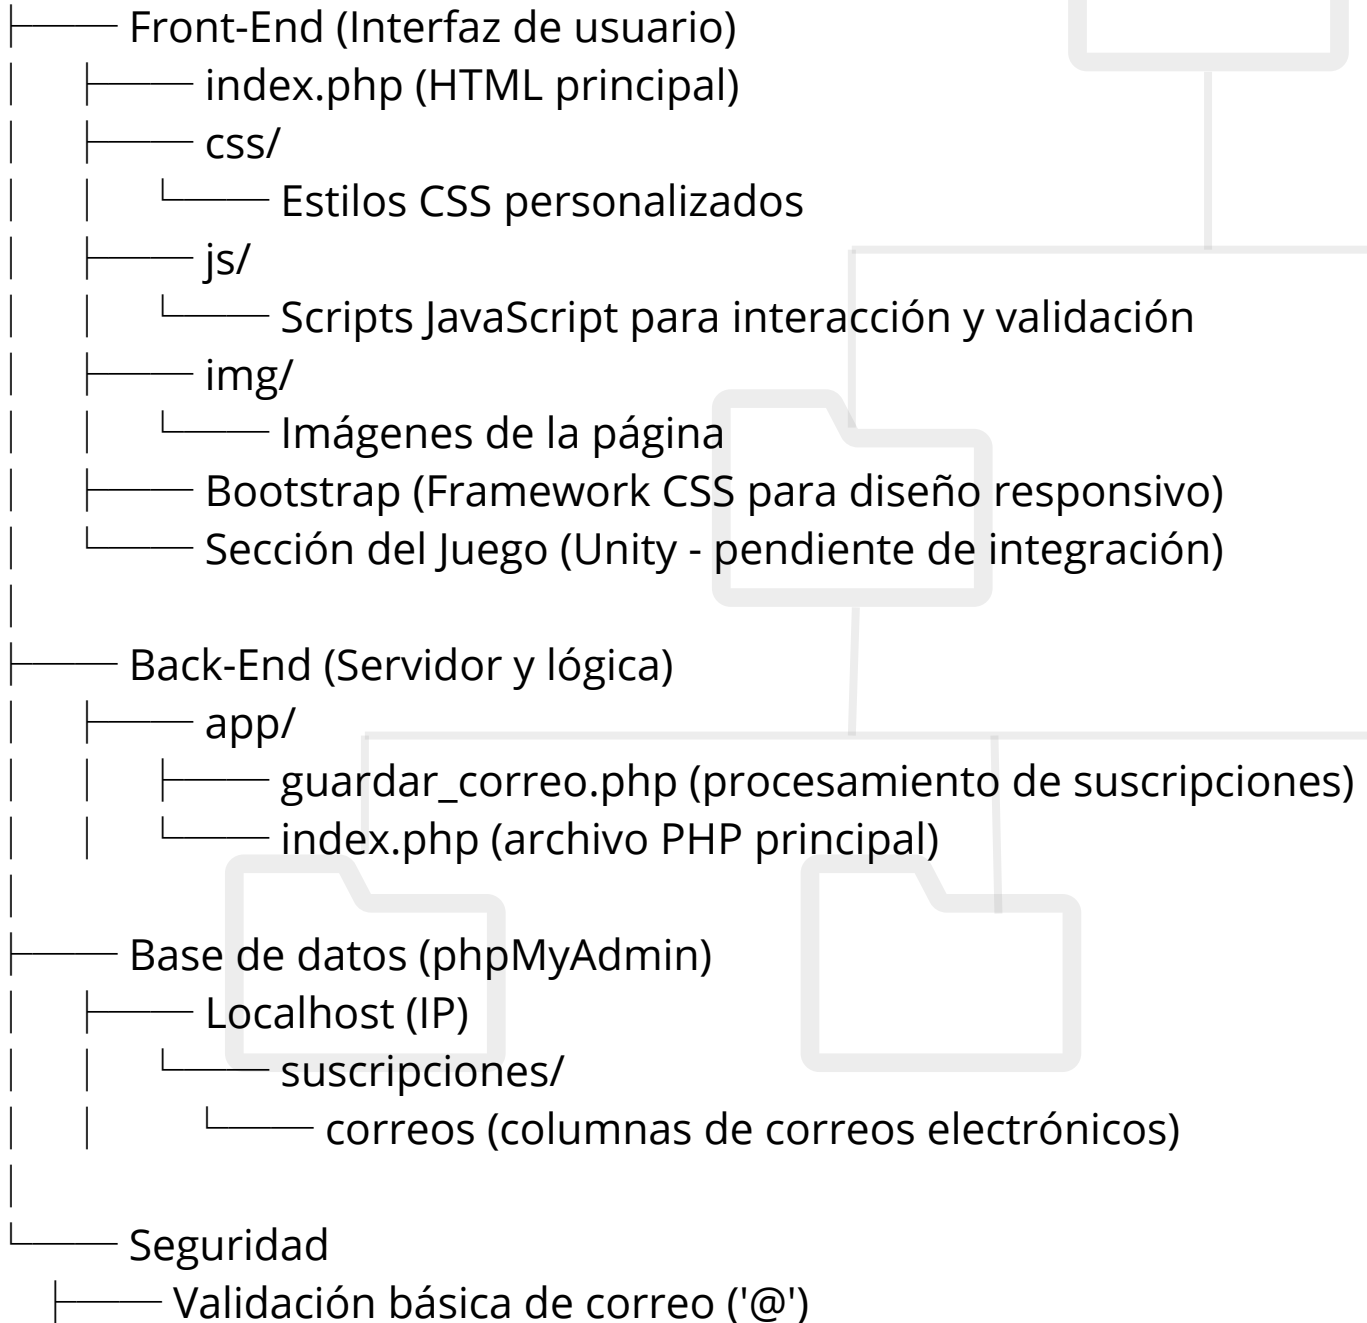 Front-End (Interfaz de usuario)
index.php (HTML principal)
css/
Estilos CSS personalizados
js/
Scripts JavaScript para interacción y validación
img/
Imágenes de la página
Bootstrap (Framework CSS para diseño responsivo)
Sección del Juego (Unity - pendiente de integración)
Back-End (Servidor y lógica)
app/
guardar_correo.php (procesamiento de suscripciones)
index.php (archivo PHP principal)
Base de datos (phpMyAdmin)
Localhost (IP)
suscripciones/
correos (columnas de correos electrónicos)
Seguridad
Validación básica de correo ('@')